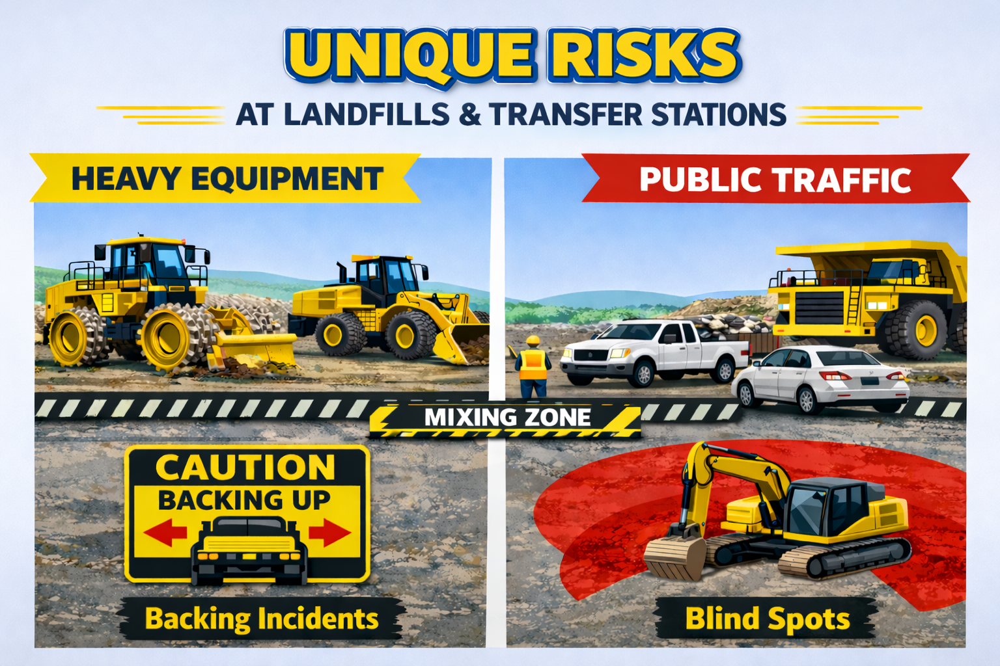 UNIQUE RISKS
AT LANDFILLS & TRANSFER STATIONS
HEAVY EQUIPMENT
PUBLIC TRAFFIC
MIXING ZONE
CAUTION
BACKING UP
Backing Incidents
Blind Spots